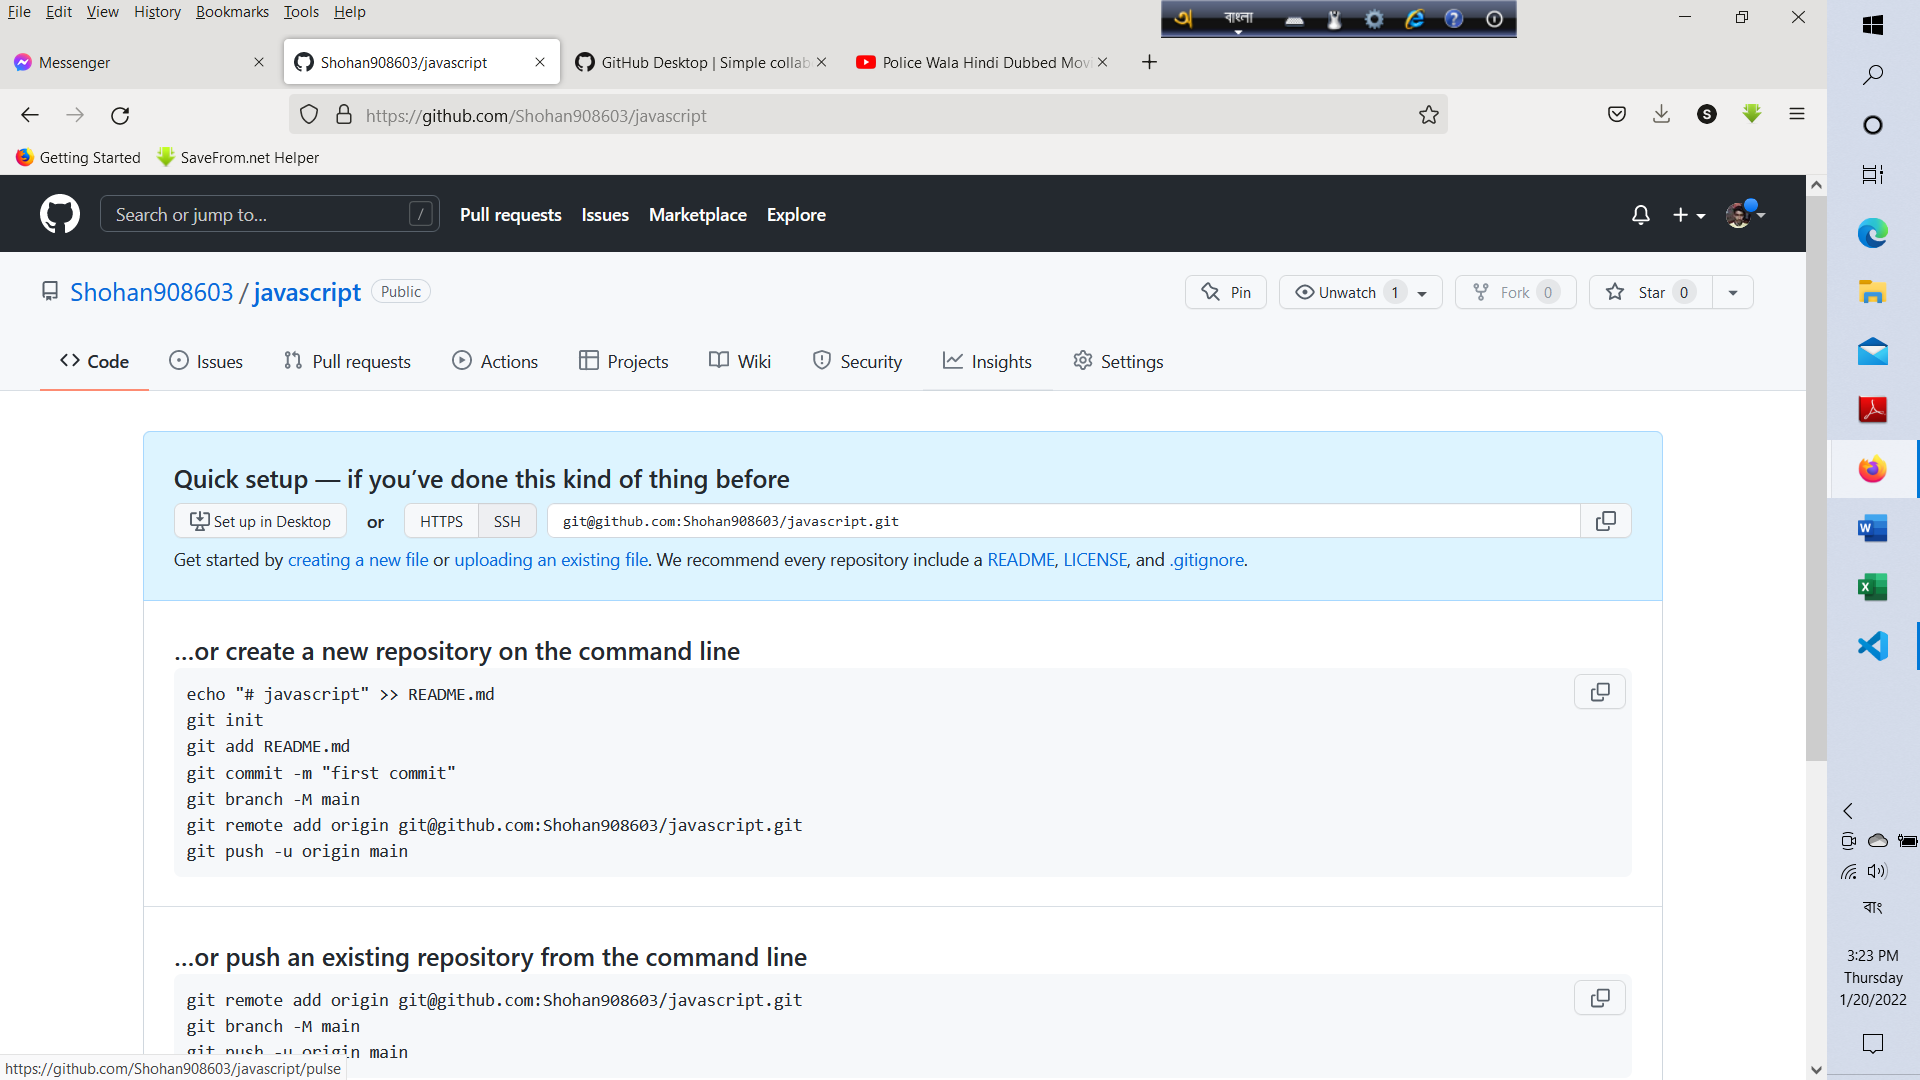 File Edit View History Bookmarks Tools Help
বাংলা
Messenger
Shohan908603/javascript
GitHub Desktop | Simple collab
Police Wala Hindi Dubbed Movi
https://github.com/Shohan908603/javascript
S
Getting Started SaveFrom.net Helper
Search or jump to... /
Pull requests Issues Marketplace Explore
Shohan908603 / javascript Public
Pin Unwatch 1 Fork 0 Star 0
Code Issues Pull requests Actions Projects Wiki Security Insights Settings
Quick setup — if you’ve done this kind of thing before
Set up in Desktop or HTTPS SSH git@github.com:Shohan908603/javascript.git
Get started by creating a new file or uploading an existing file. We recommend every repository include a README, LICENSE, and .gitignore.
…or create a new repository on the command line
echo "# javascript" >> README.md
git init
git add README.md
git commit -m "first commit"
git branch -M main
git remote add origin git@github.com:Shohan908603/javascript.git
git push -u origin main
…or push an existing repository from the command line
git remote add origin git@github.com:Shohan908603/javascript.git
git branch -M main
git push -u origin main
https://github.com/Shohan908603/javascript/pulse
বাং
3:23 PM
Thursday
1/20/2022